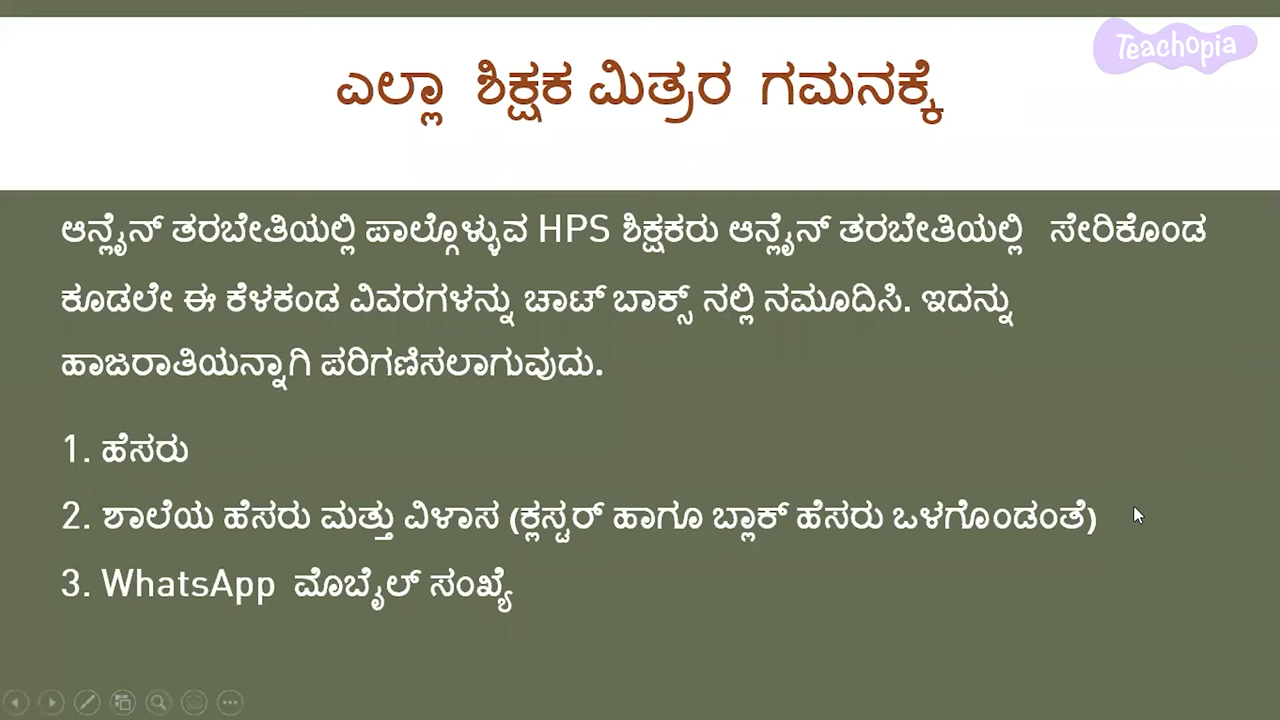 Teachopia
ಎಲ್ಲಾ ಶಿಕ್ಷಕ ಮಿತ್ರರ ಗಮನಕ್ಕೆ
ಆನ್ಲೈನ್ ತರಬೇತಿಯಲ್ಲಿ ಪಾಲ್ಗೊಳ್ಳುವ HPS ಶಿಕ್ಷಕರು ಆನ್ಲೈನ್ ತರಬೇತಿಯಲ್ಲಿ ಸೇರಿಕೊಂಡ
ಕೂಡಲೇ ಈ ಕೆಳಕಂಡ ವಿವರಗಳನ್ನು ಚಾಟ್ ಬಾಕ್ಸ್ ನಲ್ಲಿ ನಮೂದಿಸಿ. ಇದನ್ನು
ಹಾಜರಾತಿಯನ್ನಾಗಿ ಪರಿಗಣಿಸಲಾಗುವುದು.
1. ಹೆಸರು
2. ಶಾಲೆಯ ಹೆಸರು ಮತ್ತು ವಿಳಾಸ (ಕ್ಲಸ್ಟರ್ ಹಾಗೂ ಬ್ಲಾಕ್ ಹೆಸರು ಒಳಗೊಂಡಂತೆ)
3. WhatsApp ಮೊಬೈಲ್ ಸಂಖ್ಯೆ